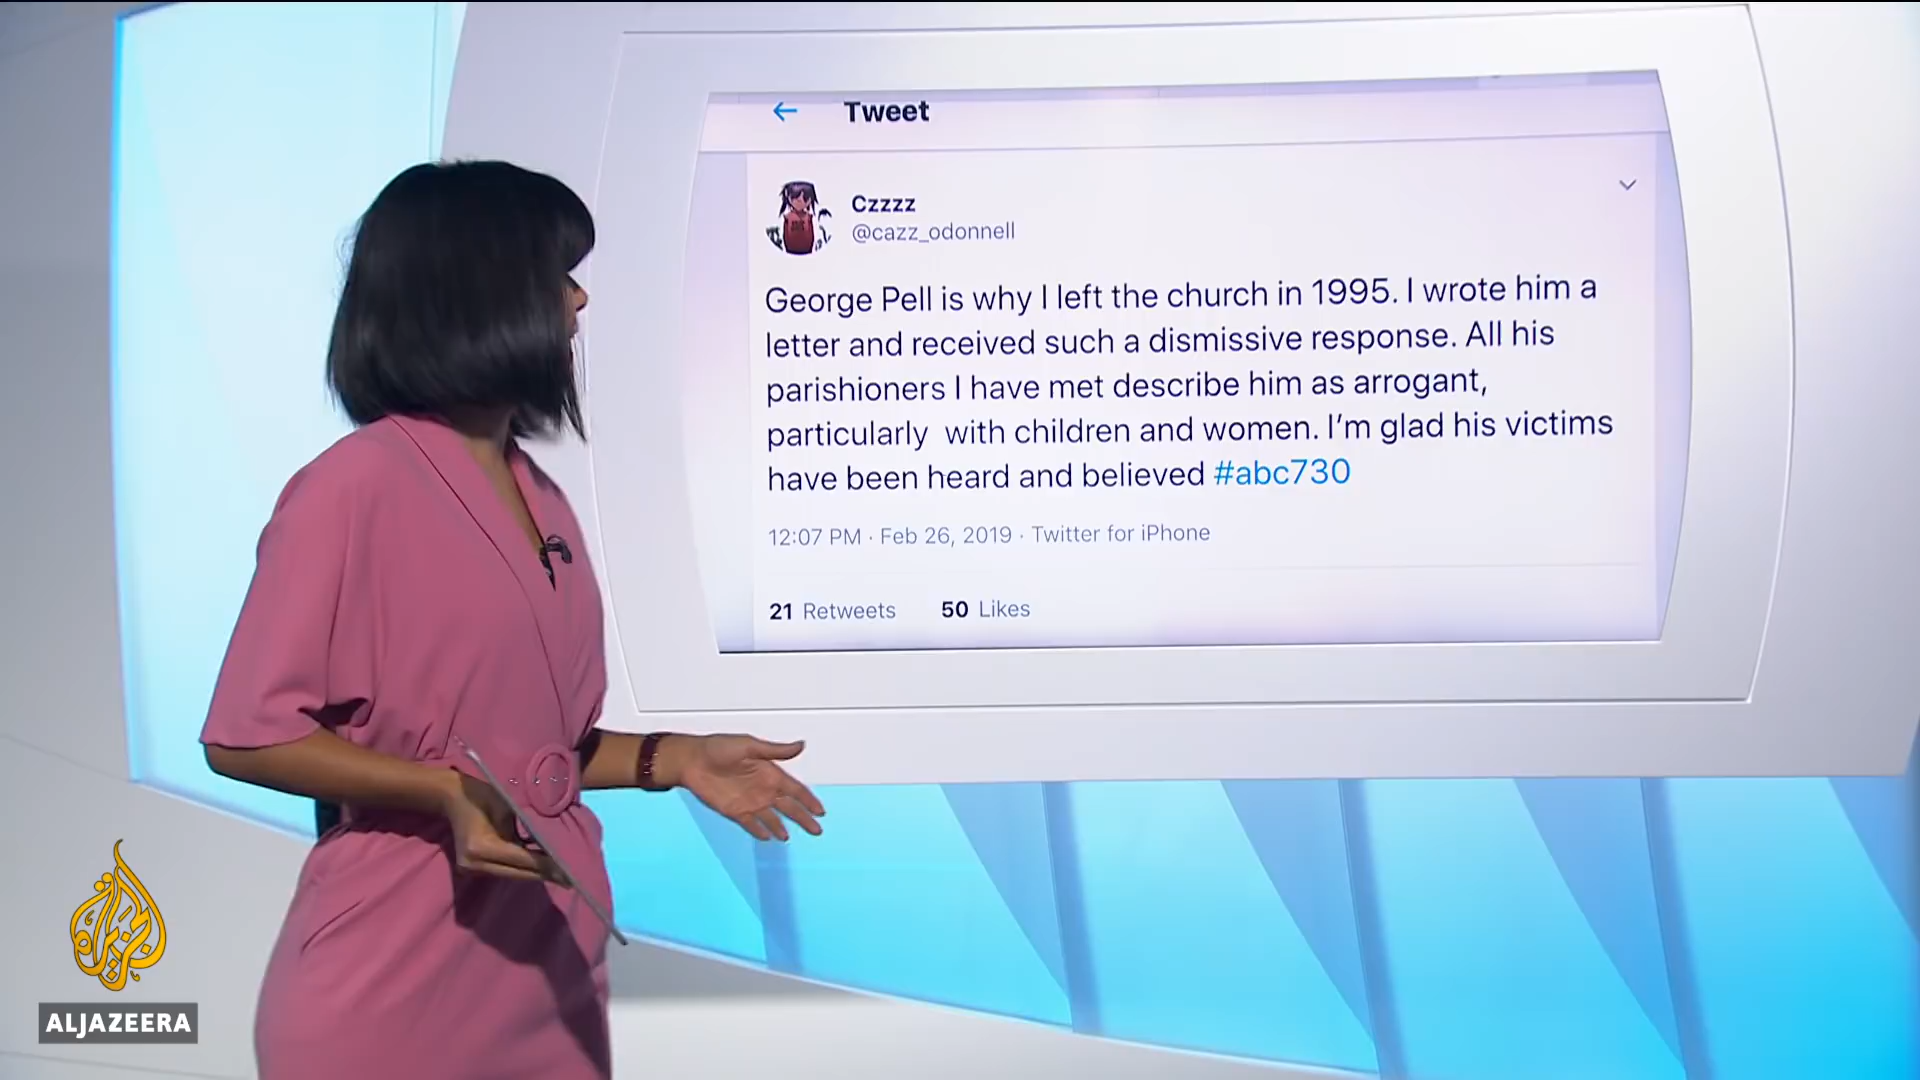 Tweet
Czzzz
@cazz_odonnell
George Pell is why I left the church in 1995. I wrote him a
letter and received such a dismissive response. All his
parishioners I have met describe him as arrogant,
particularly with children and women. I'm glad his victims
have been heard and believed #abc730
12:07 PM · Feb 26, 2019 · Twitter for iPhone
21 Retweets 50 Likes
الجزيرة
ALJAZEERA